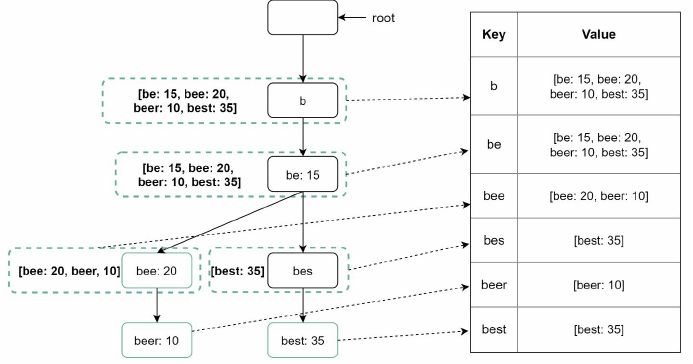 root
Key Value
[be: 15, bee: 20,
beer: 10, best: 35]
b
b
[be: 15, bee: 20,
beer: 10, best: 35]
[be: 15, bee: 20,
beer: 10, best: 35]
be: 15
be
[be: 15, bee: 20,
beer: 10, best: 35]
bee
[bee: 20, beer: 10]
[bee: 20, beer, 10]
bee: 20
[best: 35]
bes
bes
[best: 35]
beer
[beer: 10]
beer: 10
best: 35
best
[best: 35]